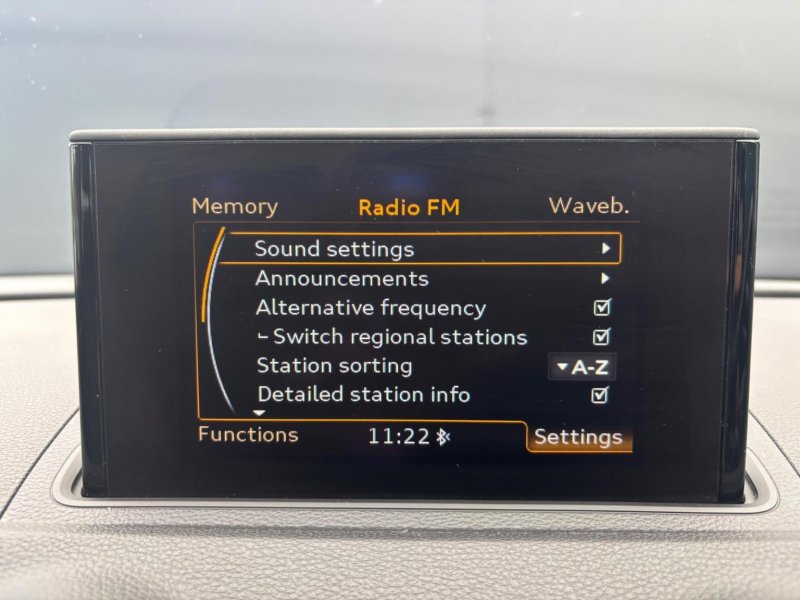 Memory Radio FM Waveb.
Sound settings
Announcements
Alternative frequency
Switch regional stations
Station sorting A-Z
Detailed station info
Functions 11:22 Settings